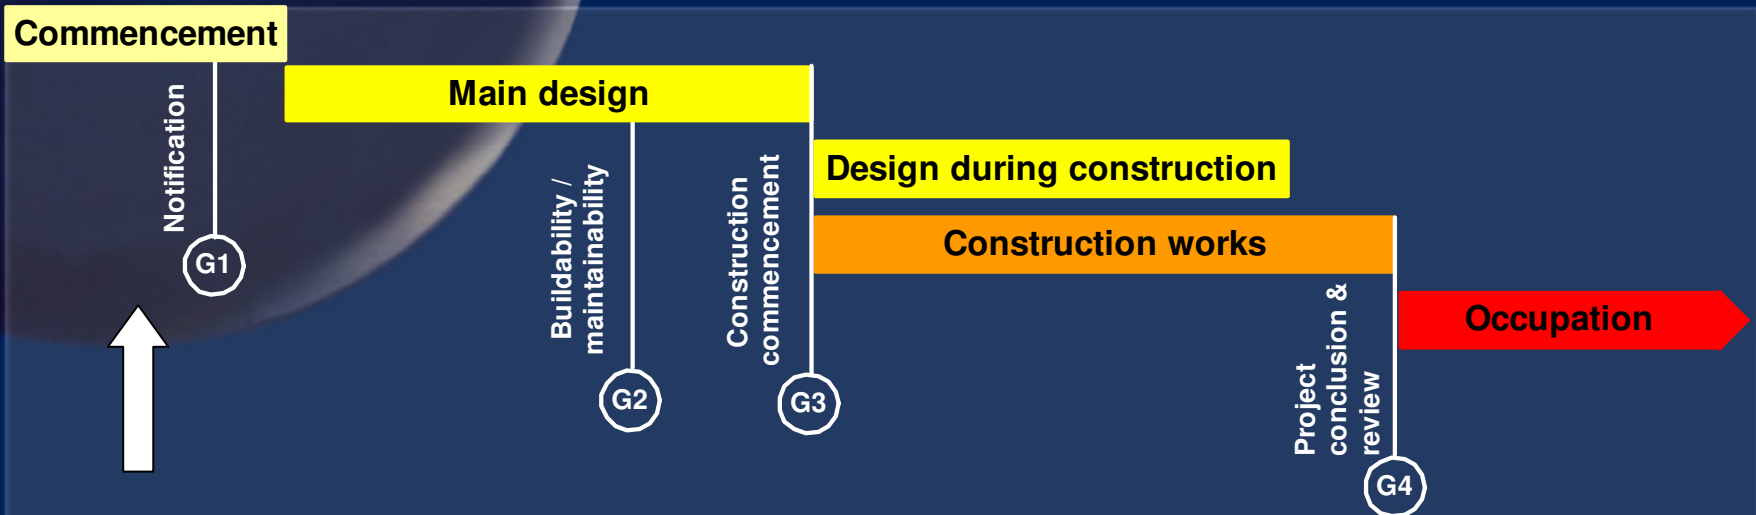 Commencement
Main design
Notification
G1
Design during construction
Buildability /
maintainability
G2
Construction
commencement
G3
Construction works
Project
conclusion &
review
G4
Occupation